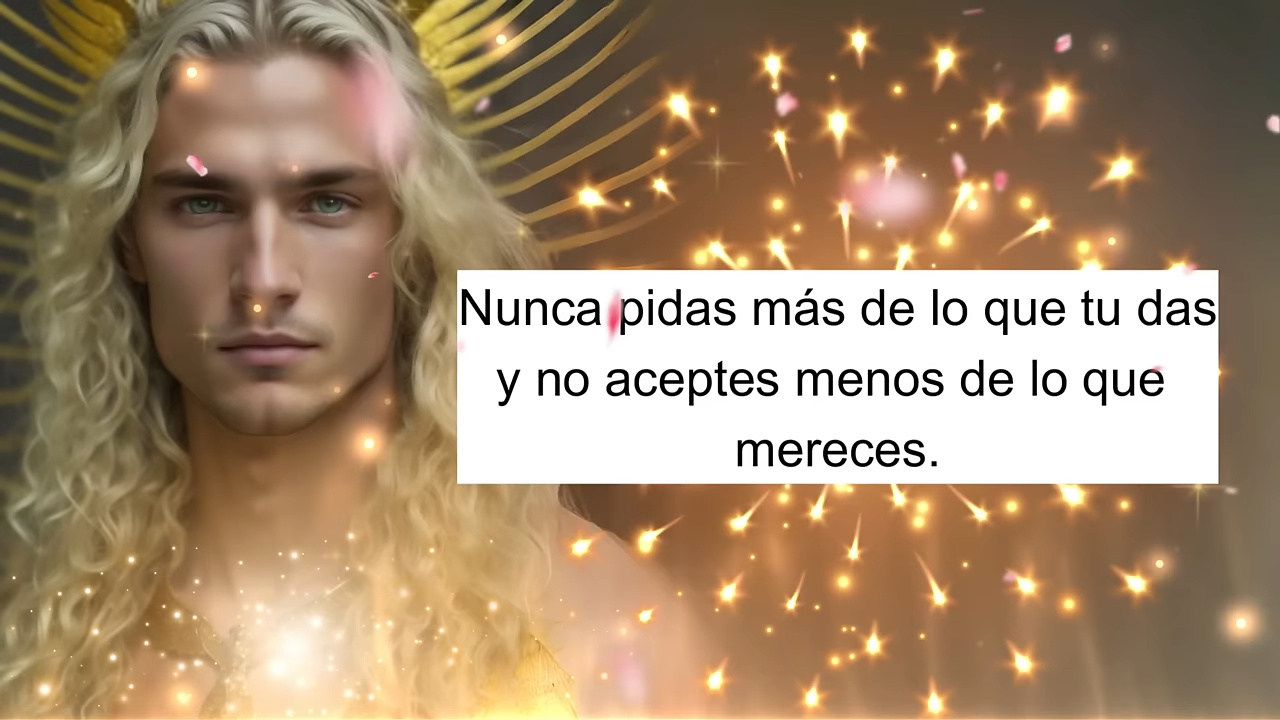 Nunca pidas más de lo que tu das
y no aceptes menos de lo que
mereces.